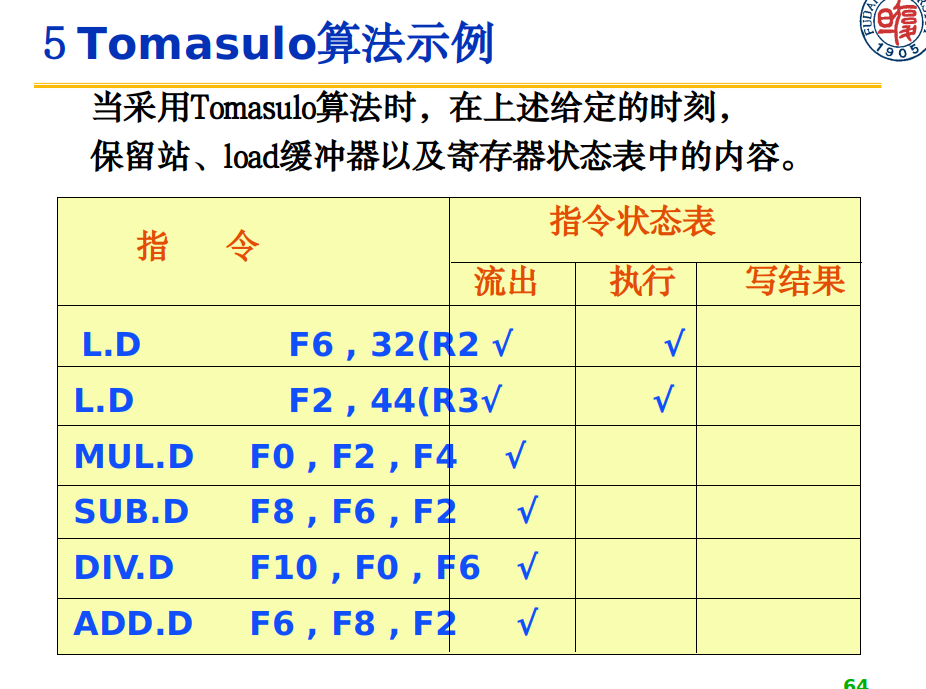 5 Tomasulo算法示例
当采用Tomasulo算法时，在上述给定的时刻，
保留站、load缓冲器以及寄存器状态表中的内容。
指 令 指令状态表
流出 执行 写结果
L.D F6 , 32(R2 √ √
L.D F2 , 44(R3 √ √
MUL.D F0 , F2 , F4 √
SUB.D F8 , F6 , F2 √
DIV.D F10 , F0 , F6 √
ADD.D F6 , F8 , F2 √
64
1905